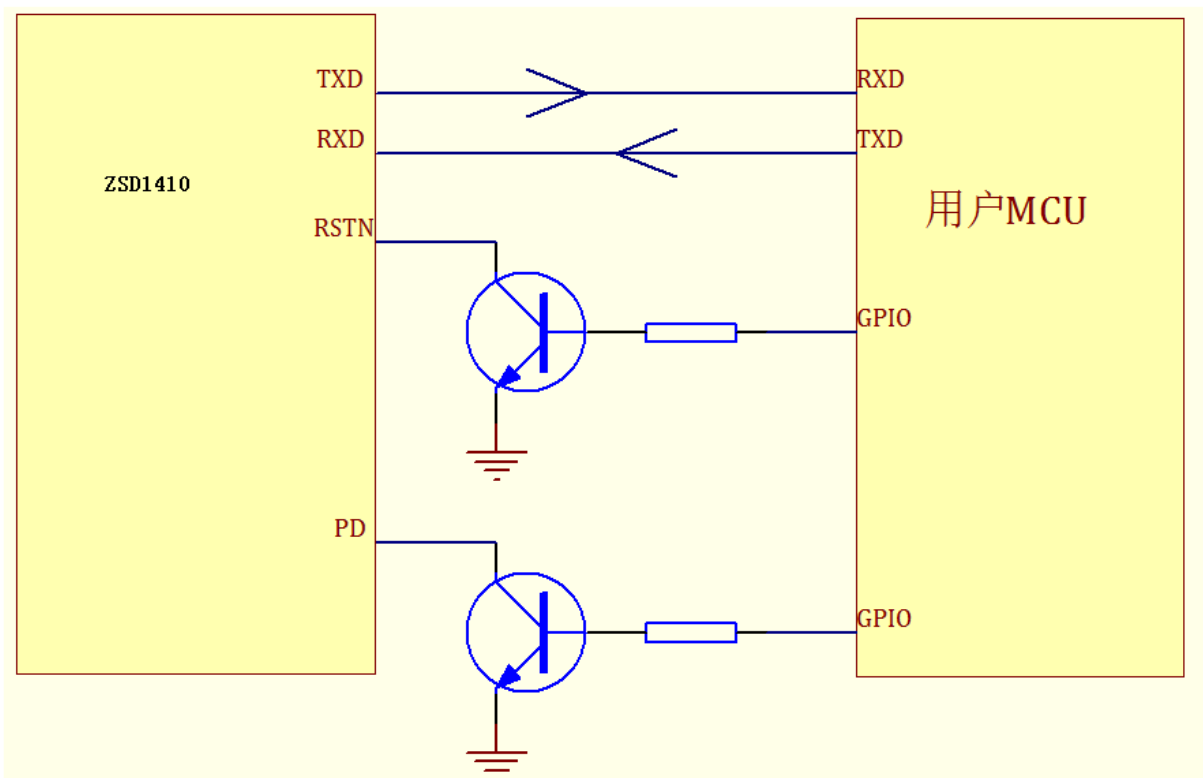 TXD
RXD
RXD
TXD
ZSD1410
用户MCU
RSTN
GPIO
PD
GPIO